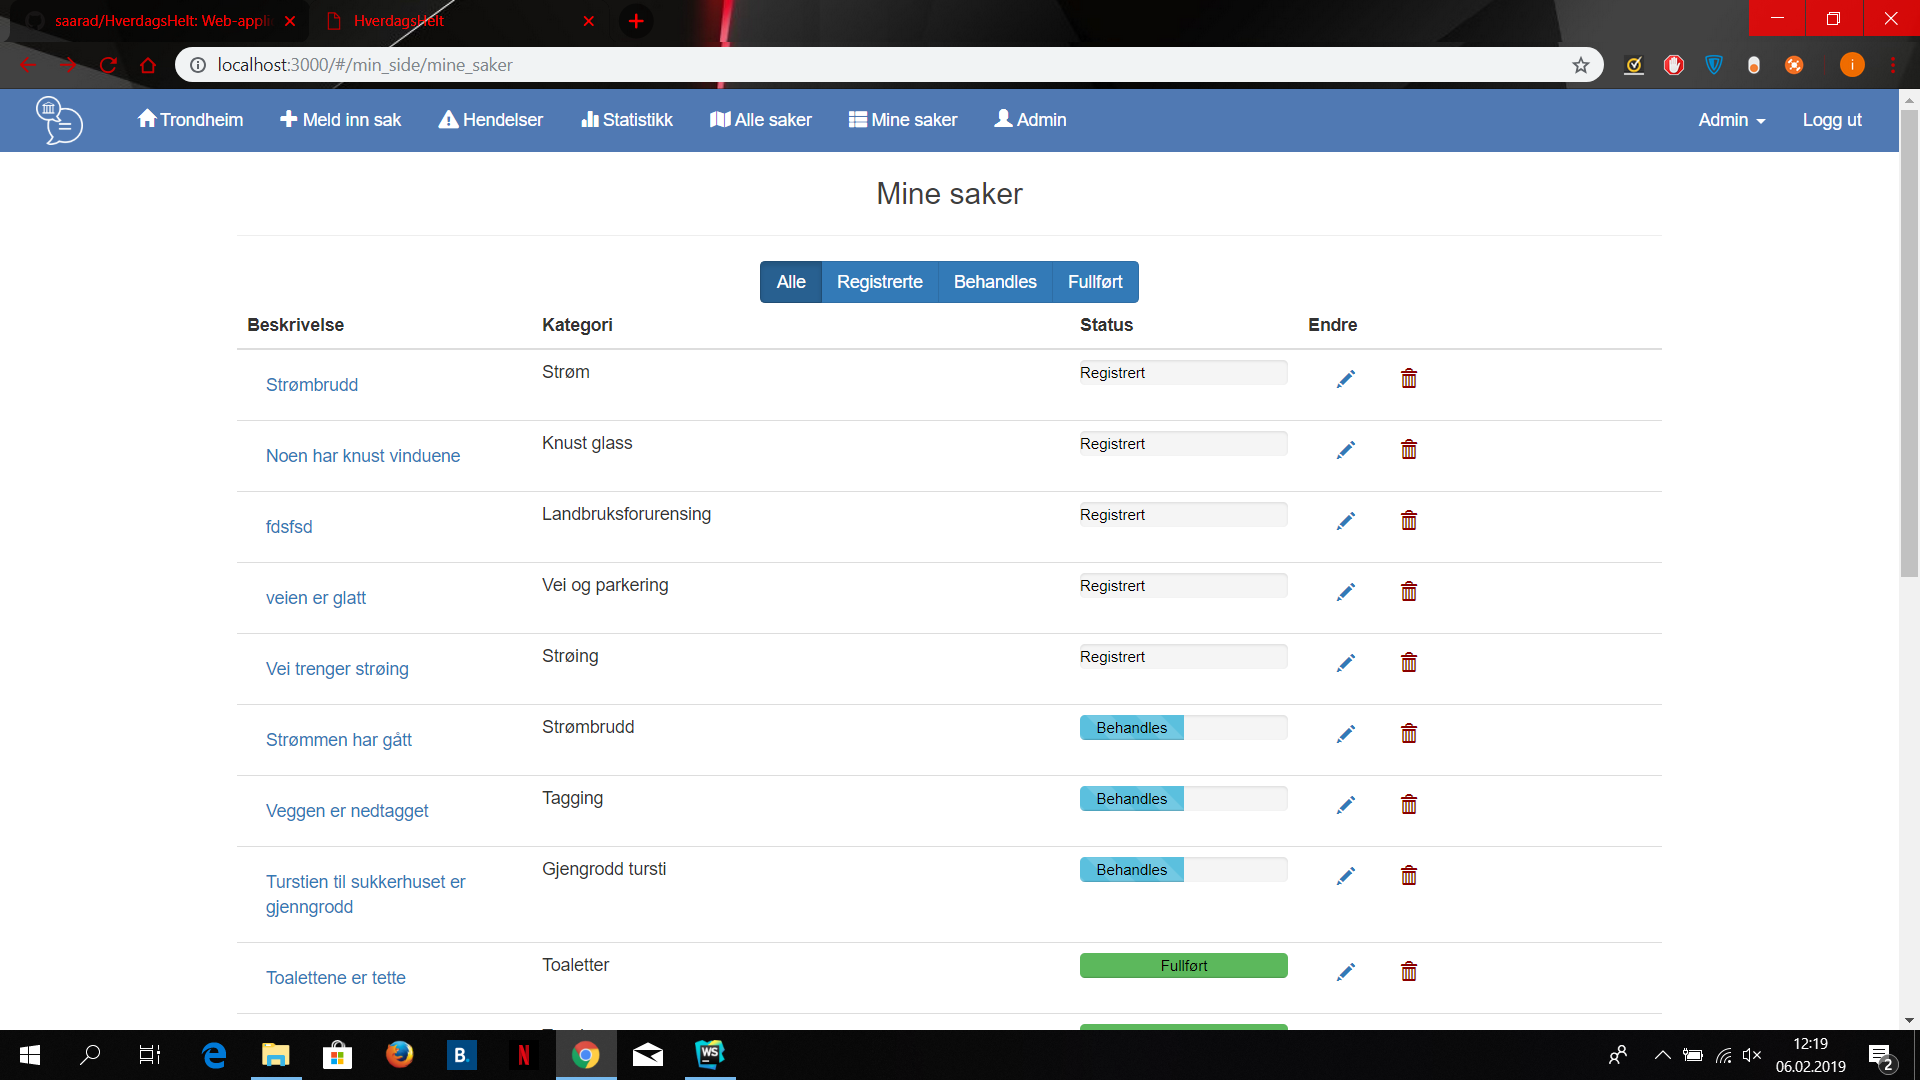 saarad/HverdagsHelt: Web-appli
HverdagsHelt
localhost:3000/#/min_side/mine_saker
i
Trondheim Meld inn sak Hendelser Statistikk Alle saker Mine saker Admin Admin Logg ut
Mine saker
Alle Registrerte Behandles Fullført
Beskrivelse Kategori Status Endre
Strømbrudd Strøm Registrert
Noen har knust vinduene Knust glass Registrert
fdsfsd Landbruksforurensing Registrert
veien er glatt Vei og parkering Registrert
Vei trenger strøing Strøing Registrert
Strømmen har gått Strømbrudd Behandles
Veggen er nedtagget Tagging Behandles
Turstien til sukkerhuset er Gjengrodd tursti Behandles
gjenngrodd
Toalettene er tette Toaletter Fullført
B.
N
WS
12:19
06.02.2019
2